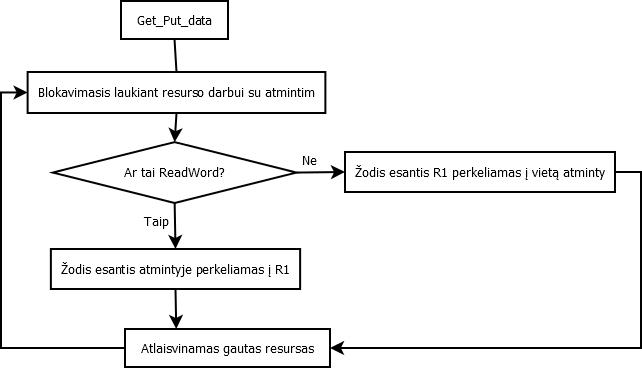 Get_Put_data
Blokavimasis laukiant resurso darbui su atmintim
Ar tai ReadWord?
Ne
Žodis esantis R1 perkeliamas į vietą atminty
Taip
Žodis esantis atmintyje perkeliamas į R1
Atlaisvinamas gautas resursas